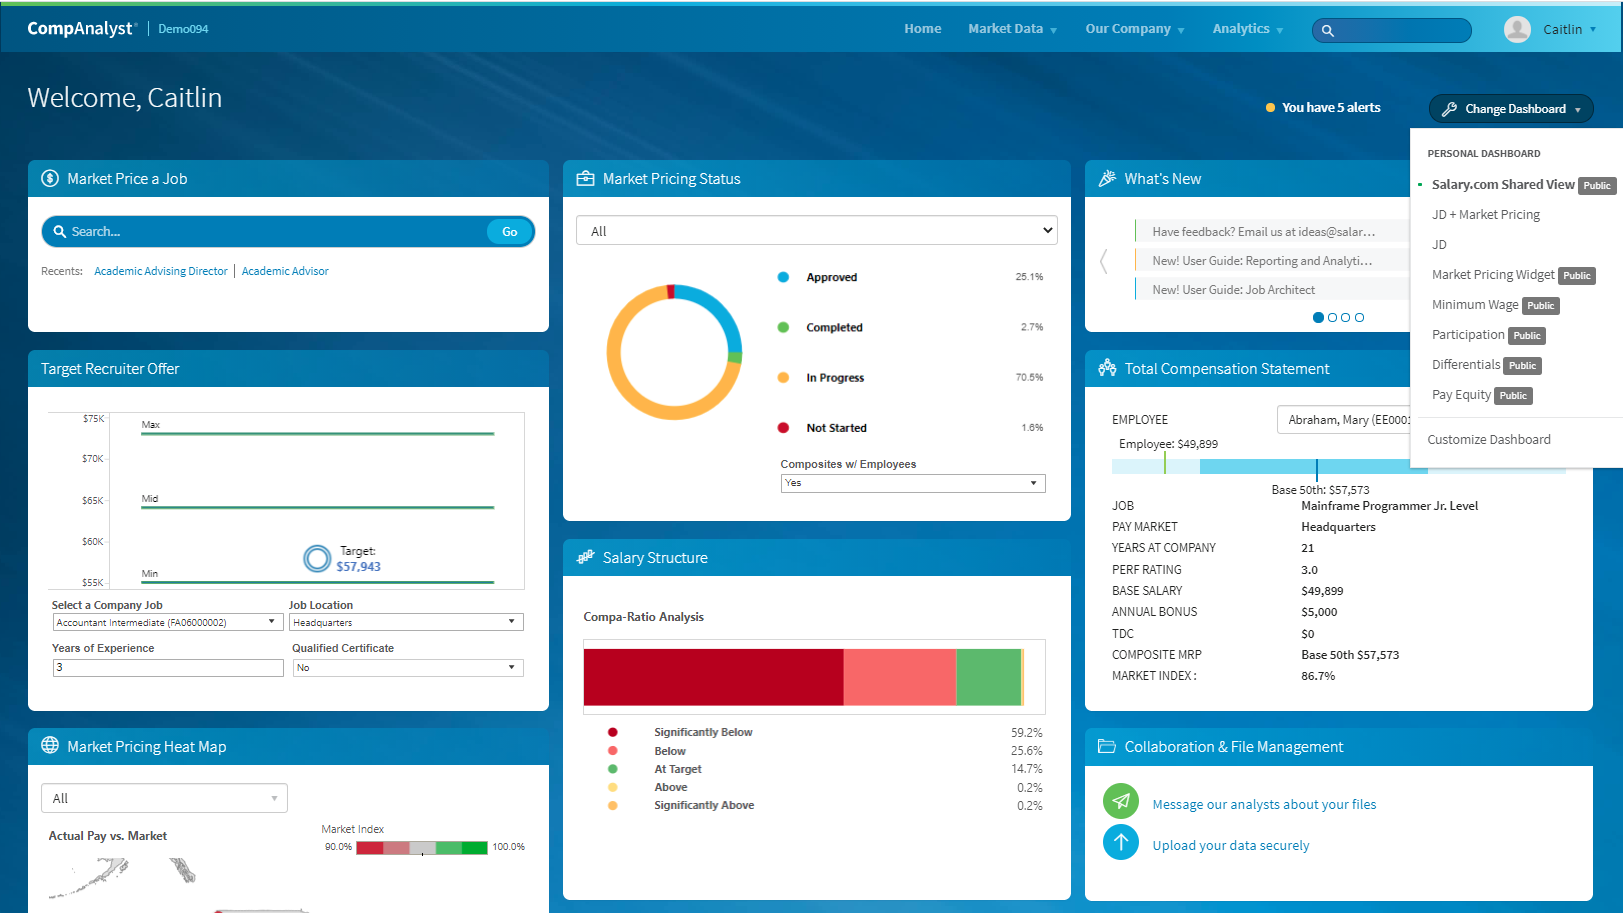 CompAnalyst
Demo094
Home
Market Data
Our Company
Analytics
Caitlin
Welcome, Caitlin
You have 5 alerts
Change Dashboard
PERSONAL DASHBOARD
Salary.com Shared View Public
JD + Market Pricing
JD
Market Pricing Widget Public
Minimum Wage Public
Participation Public
Differentials Public
Pay Equity Public
Customize Dashboard
Market Price a Job
Search...
Go
Recents: Academic Advising Director | Academic Advisor
Target Recruiter Offer
$75K
Max
$70K
$65K
Mid
$60K
Target:
$57,943
Min
$55K
Select a Company Job
Job Location
Accountant Intermediate (FA06000002)
Headquarters
Years of Experience
Qualified Certificate
3
No
Market Pricing Heat Map
All
Actual Pay vs. Market
Market Index
90.0%
100.0%
Market Pricing Status
All
Approved 25.1%
Completed 2.7%
In Progress 70.5%
Not Started 1.6%
Composites w/ Employees
Yes
Salary Structure
Compa-Ratio Analysis
Significantly Below 59.2%
Below 25.6%
At Target 14.7%
Above 0.2%
Significantly Above 0.2%
What's New
Have feedback? Email us at ideas@salar...
New! User Guide: Reporting and Analyti...
New! User Guide: Job Architect
Total Compensation Statement
EMPLOYEE
Abraham, Mary (EE0001
Employee: $49,899
Base 50th: $57,573
JOB Mainframe Programmer Jr. Level
PAY MARKET Headquarters
YEARS AT COMPANY 21
PERF RATING 3.0
BASE SALARY $49,899
ANNUAL BONUS $5,000
TDC $0
COMPOSITE MRP Base 50th $57,573
MARKET INDEX : 86.7%
Collaboration & File Management
Message our analysts about your files
Upload your data securely